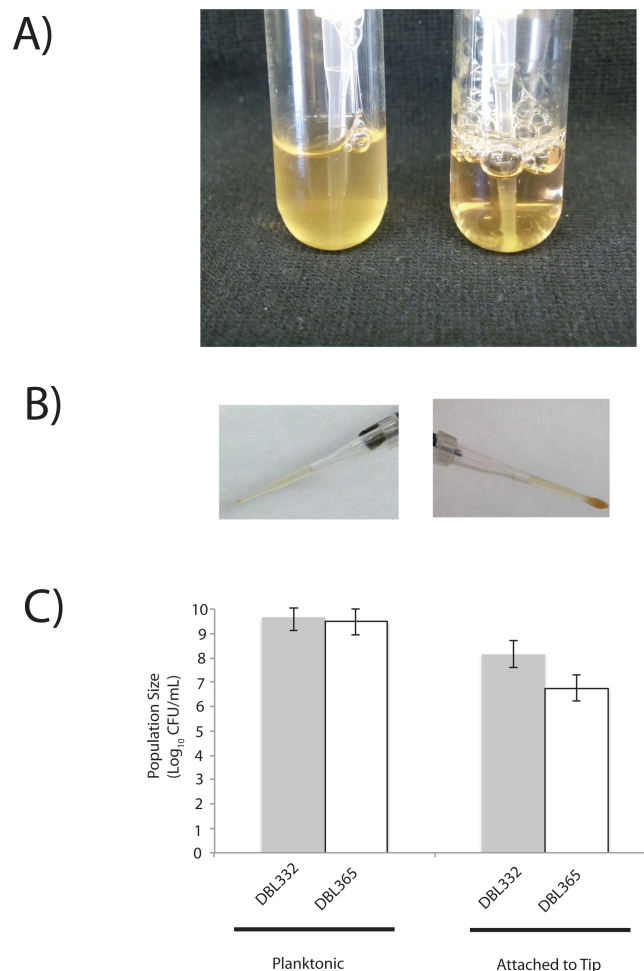 A)
B)
C)
Population Size
(Log₁₀ CFU/mL)
10
9
8
7
6
5
4
3
2
1
0
DBL332
DBL365
DBL332
DBL365
Planktonic
Attached to Tip